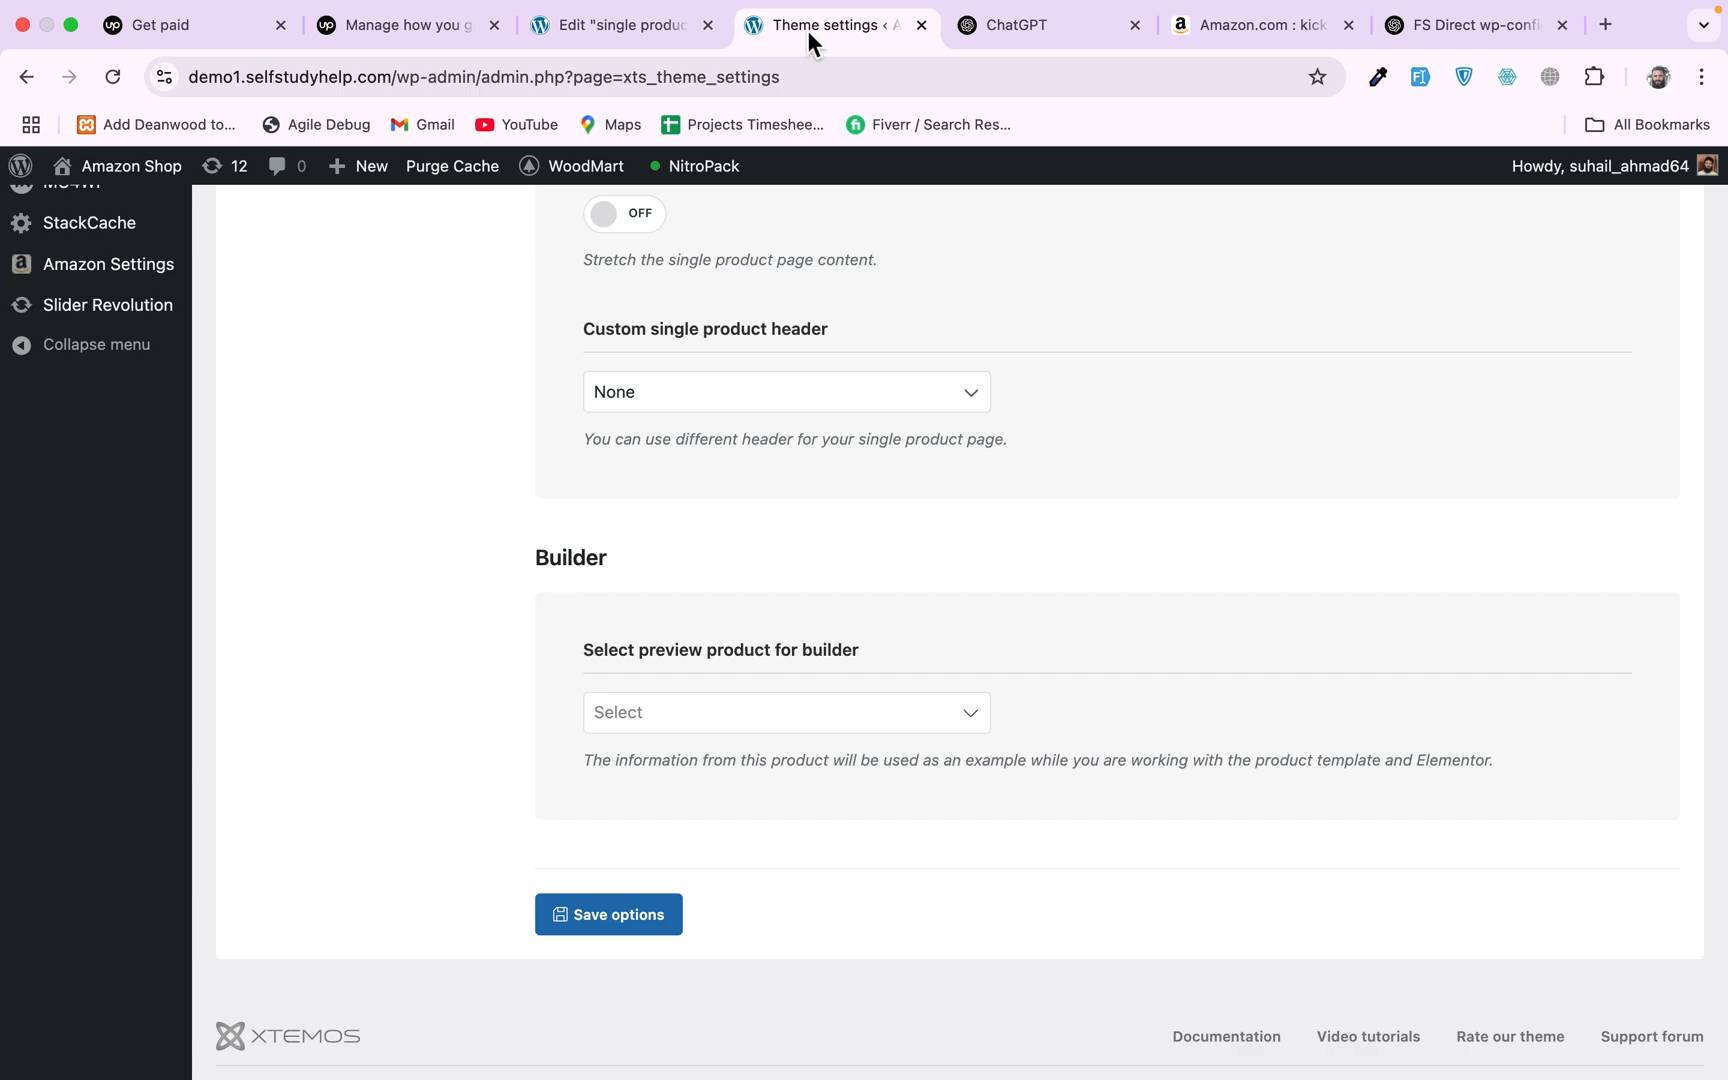 Get paid
Manage how you g
Edit "single produc
Theme settings ‹ A
ChatGPT
Amazon.com : kick
FS Direct wp-confi
demo1.selfstudyhelp.com/wp-admin/admin.php?page=xts_theme_settings
Add Deanwood to...
Agile Debug
Gmail
YouTube
Maps
Projects Timeshee...
Fiverr / Search Res...
All Bookmarks
Amazon Shop
12
0
New
Purge Cache
WoodMart
NitroPack
Howdy, suhail_ahmad64
MC4WP
StackCache
Amazon Settings
Slider Revolution
Collapse menu
OFF
Stretch the single product page content.
Custom single product header
None
You can use different header for your single product page.
Builder
Select preview product for builder
Select
The information from this product will be used as an example while you are working with the product template and Elementor.
Save options
XTEMOS
Documentation
Video tutorials
Rate our theme
Support forum